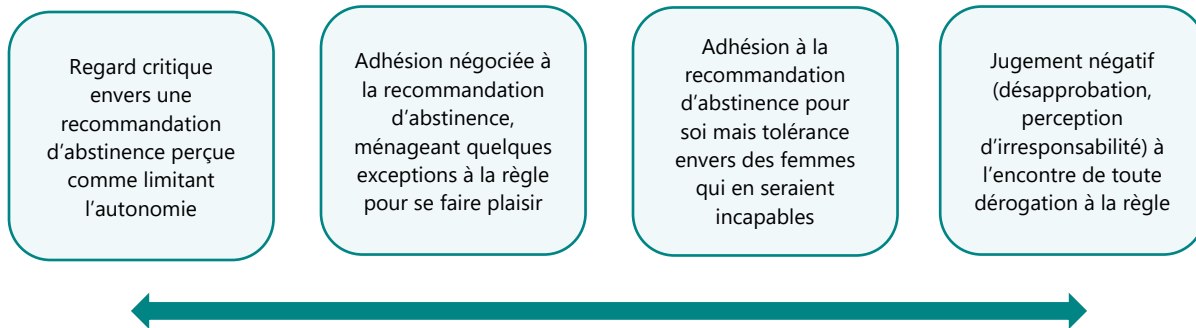 Regard critique
envers une
recommandation
d'abstinence perçue
comme limitant
l'autonomie
Adhésion négociée à
la recommandation
d'abstinence,
ménageant quelques
exceptions à la règle
pour se faire plaisir
Adhésion à la
recommandation
d'abstinence pour
soi mais tolérance
envers des femmes
qui en seraient
incapables
Jugement négatif
(désapprobation,
perception
d'irresponsabilité) à
l'encontre de toute
dérogation à la règle